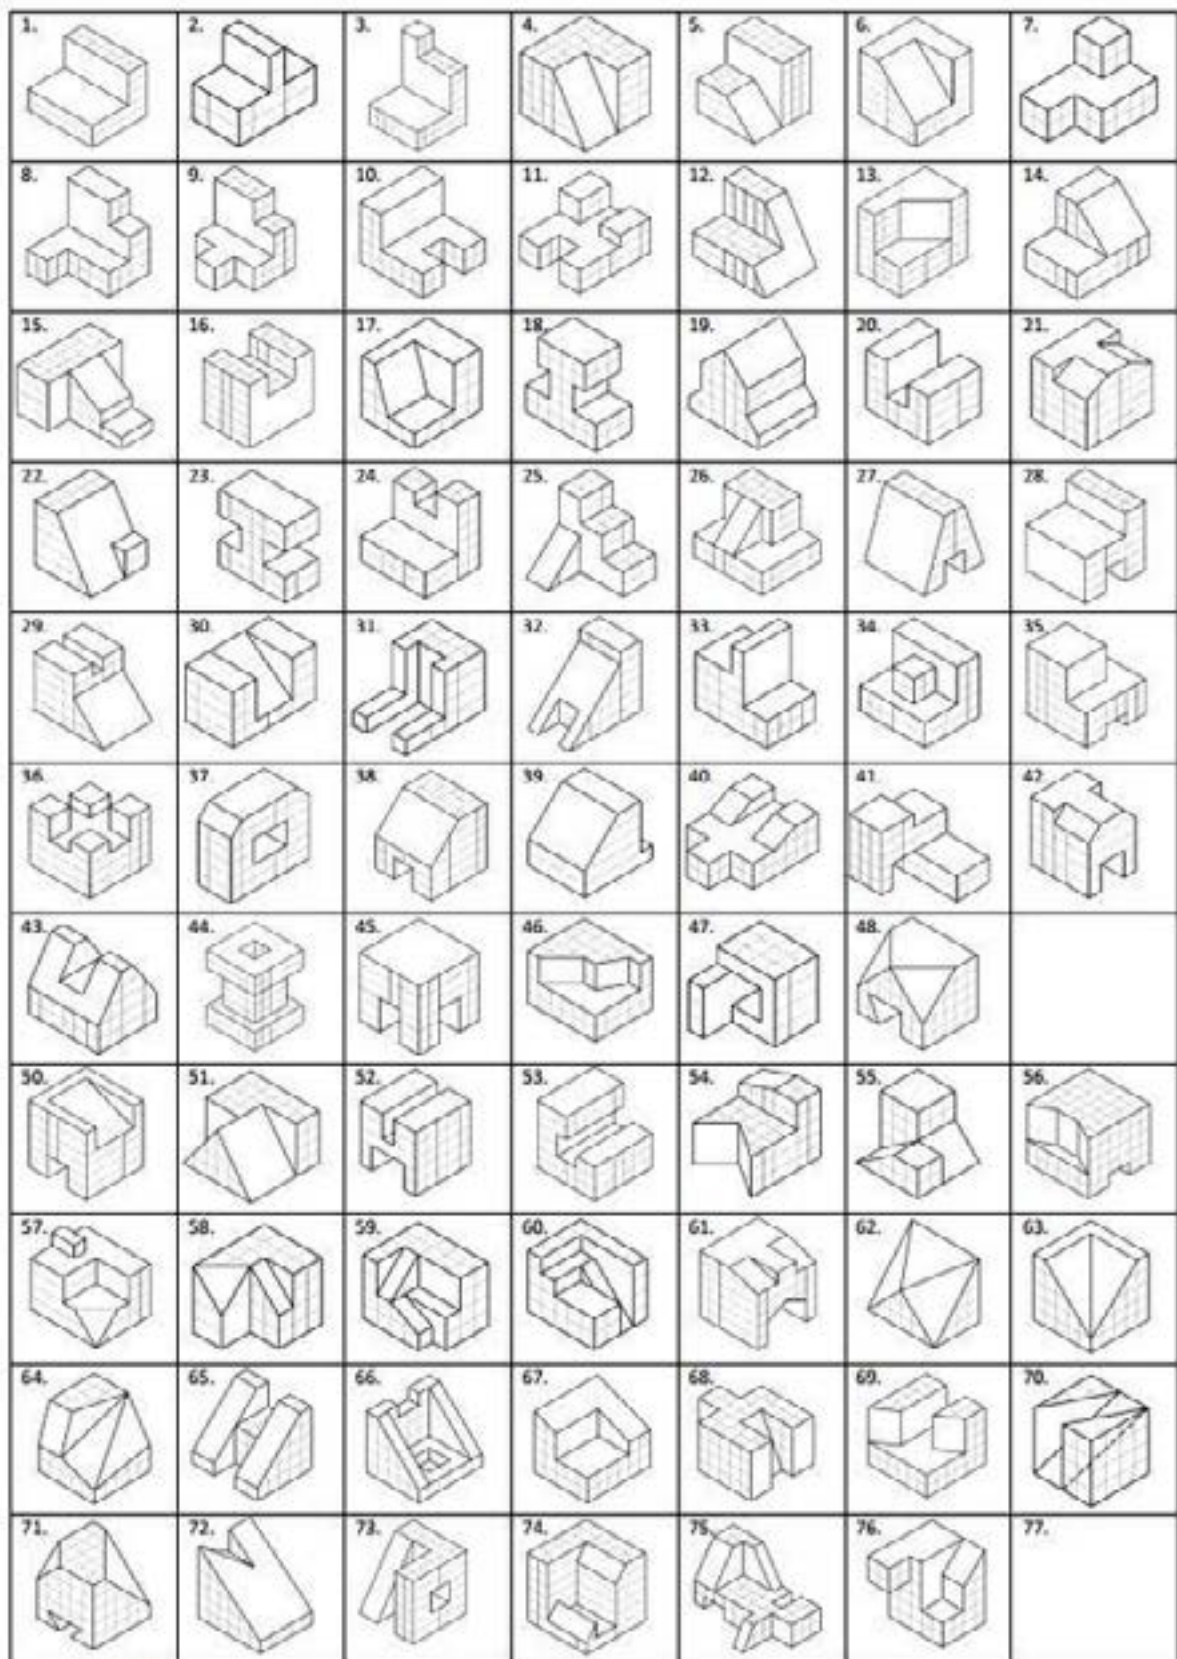 1. 2. 3. 4. 5. 6. 7.
8. 9. 10. 11. 12. 13. 14.
15. 16. 17. 18. 19. 20. 21.
22. 23. 24. 25. 26. 27. 28.
29. 30. 31. 32. 33. 34. 35.
36. 37. 38. 39. 40. 41. 42.
43. 44. 45. 46. 47. 48.
50. 51. 52. 53. 54. 55. 56.
57. 58. 59. 60. 61. 62. 63.
64. 65. 66. 67. 68. 69. 70.
71. 72. 73. 74. 75. 76. 77.